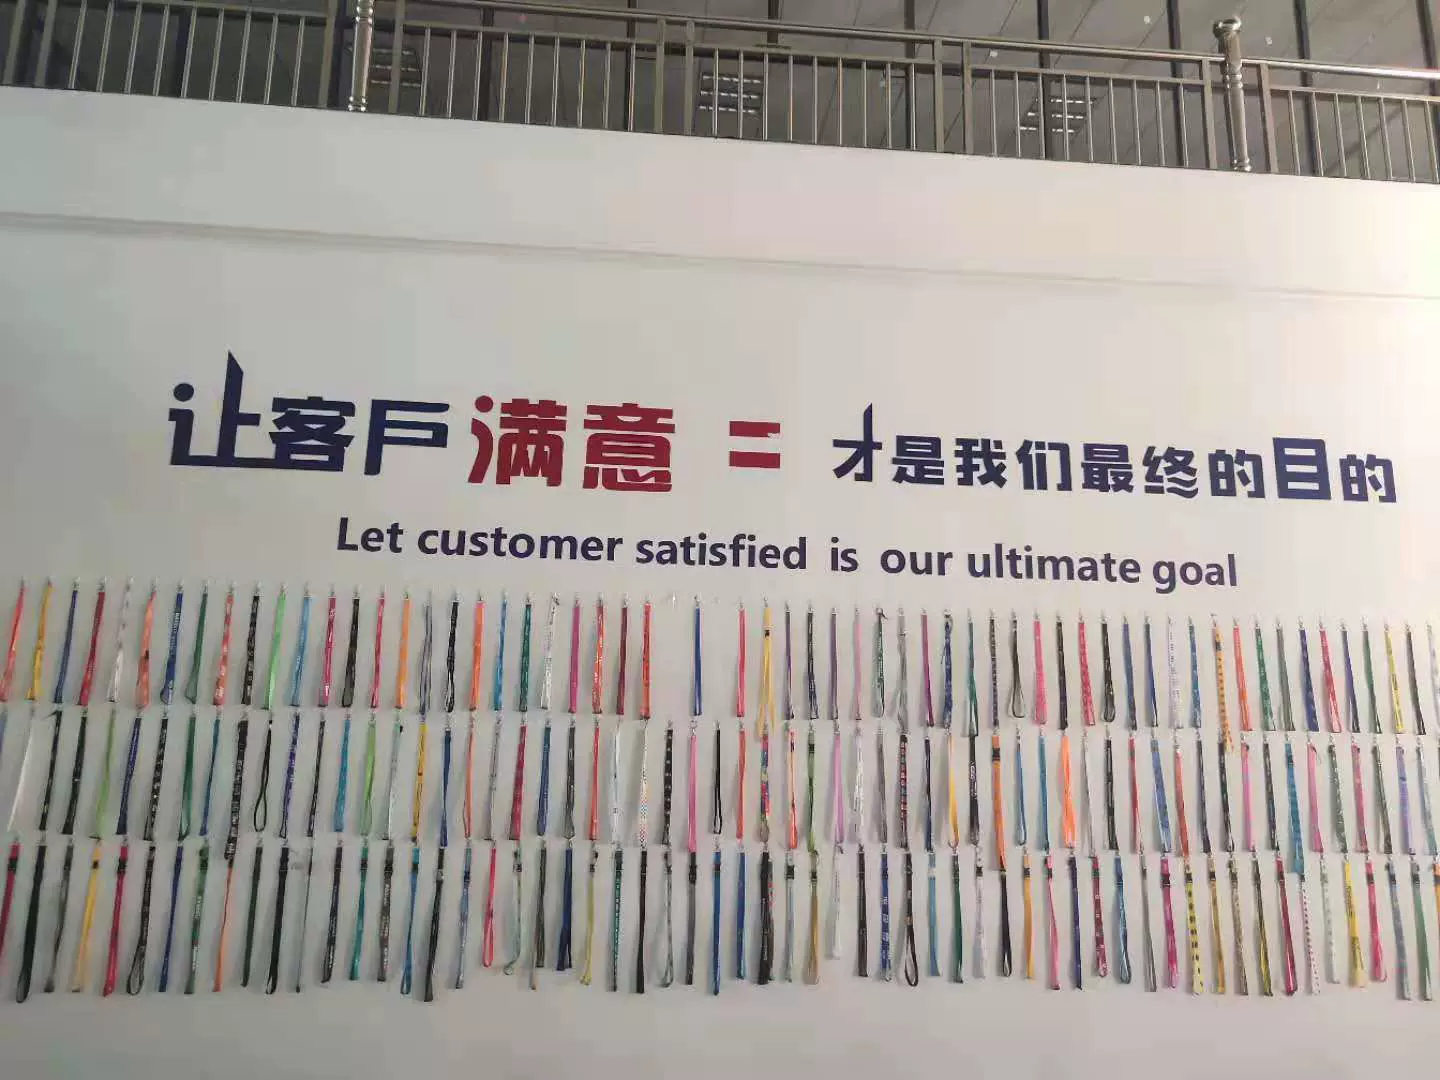 让客户满意 = 才是我们最终的目的
Let customer satisfied is our ultimate goal